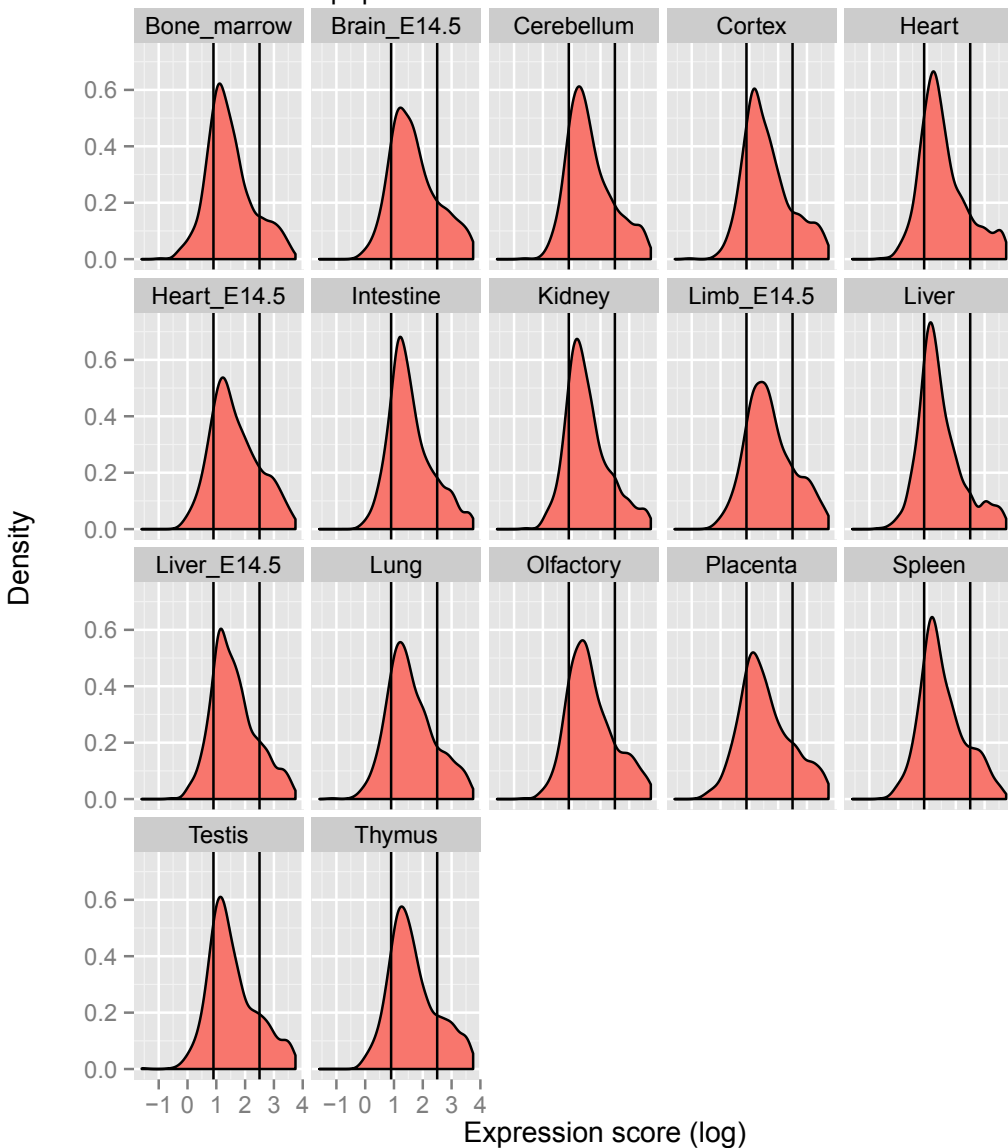 Bone_marrow Brain_E14.5 Cerebellum Cortex Heart
0.6
0.4
0.2
0.0
Heart_E14.5 Intestine Kidney Limb_E14.5 Liver
0.6
0.4
0.2
0.0
Density
Liver_E14.5 Lung Olfactory Placenta Spleen
0.6
0.4
0.2
0.0
Testis Thymus
0.6
0.4
0.2
0.0
−1 0 1 2 3 4 −1 0 1 2 3 4
Expression score (log)